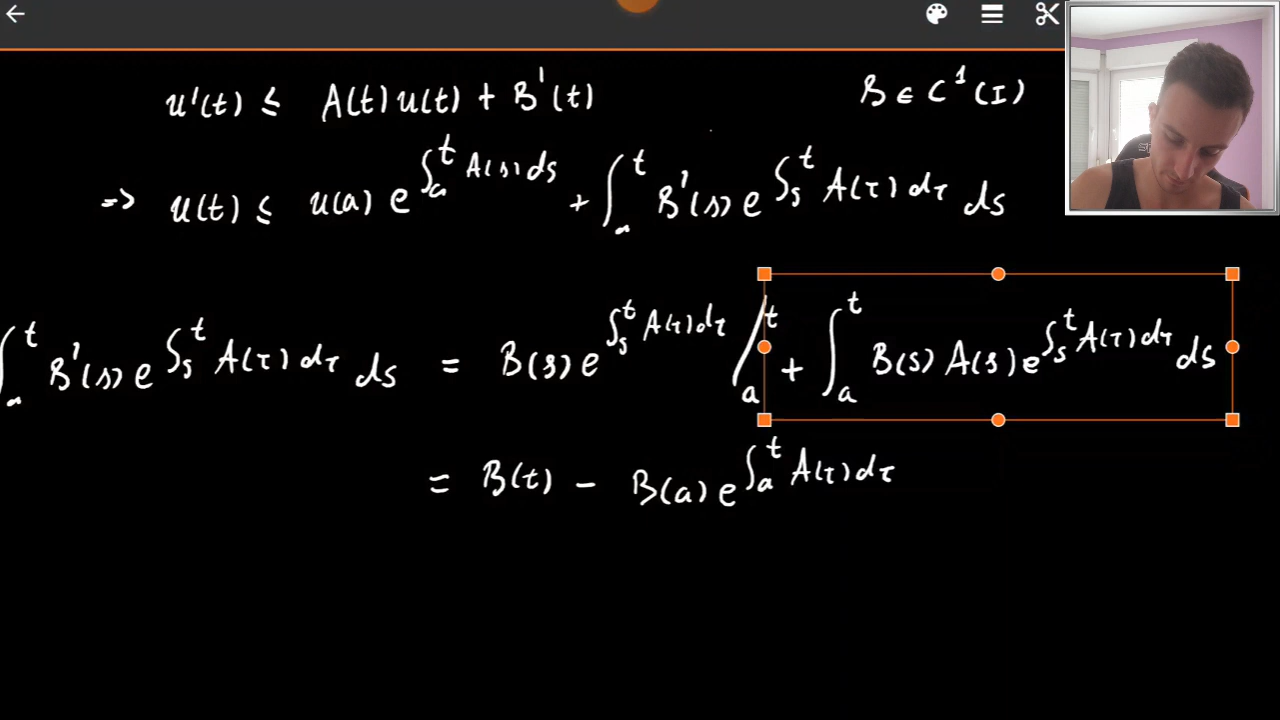 u'(t) ≤ A(t)u(t) + B'(t) B ∈ C¹(I)
=> u(t) ≤ u(a) e^{∫_a^t A(s)ds} + ∫_a^t B'(s) e^{∫_s^t A(τ)dτ} ds
∫_a^t B'(s) e^{∫_s^t A(τ)dτ} ds = B(s) e^{∫_s^t A(τ)dτ} /_a^t + ∫_a^t B(s) A(s) e^{∫_s^t A(τ)dτ} ds
= B(t) - B(a) e^{∫_a^t A(τ)dτ}